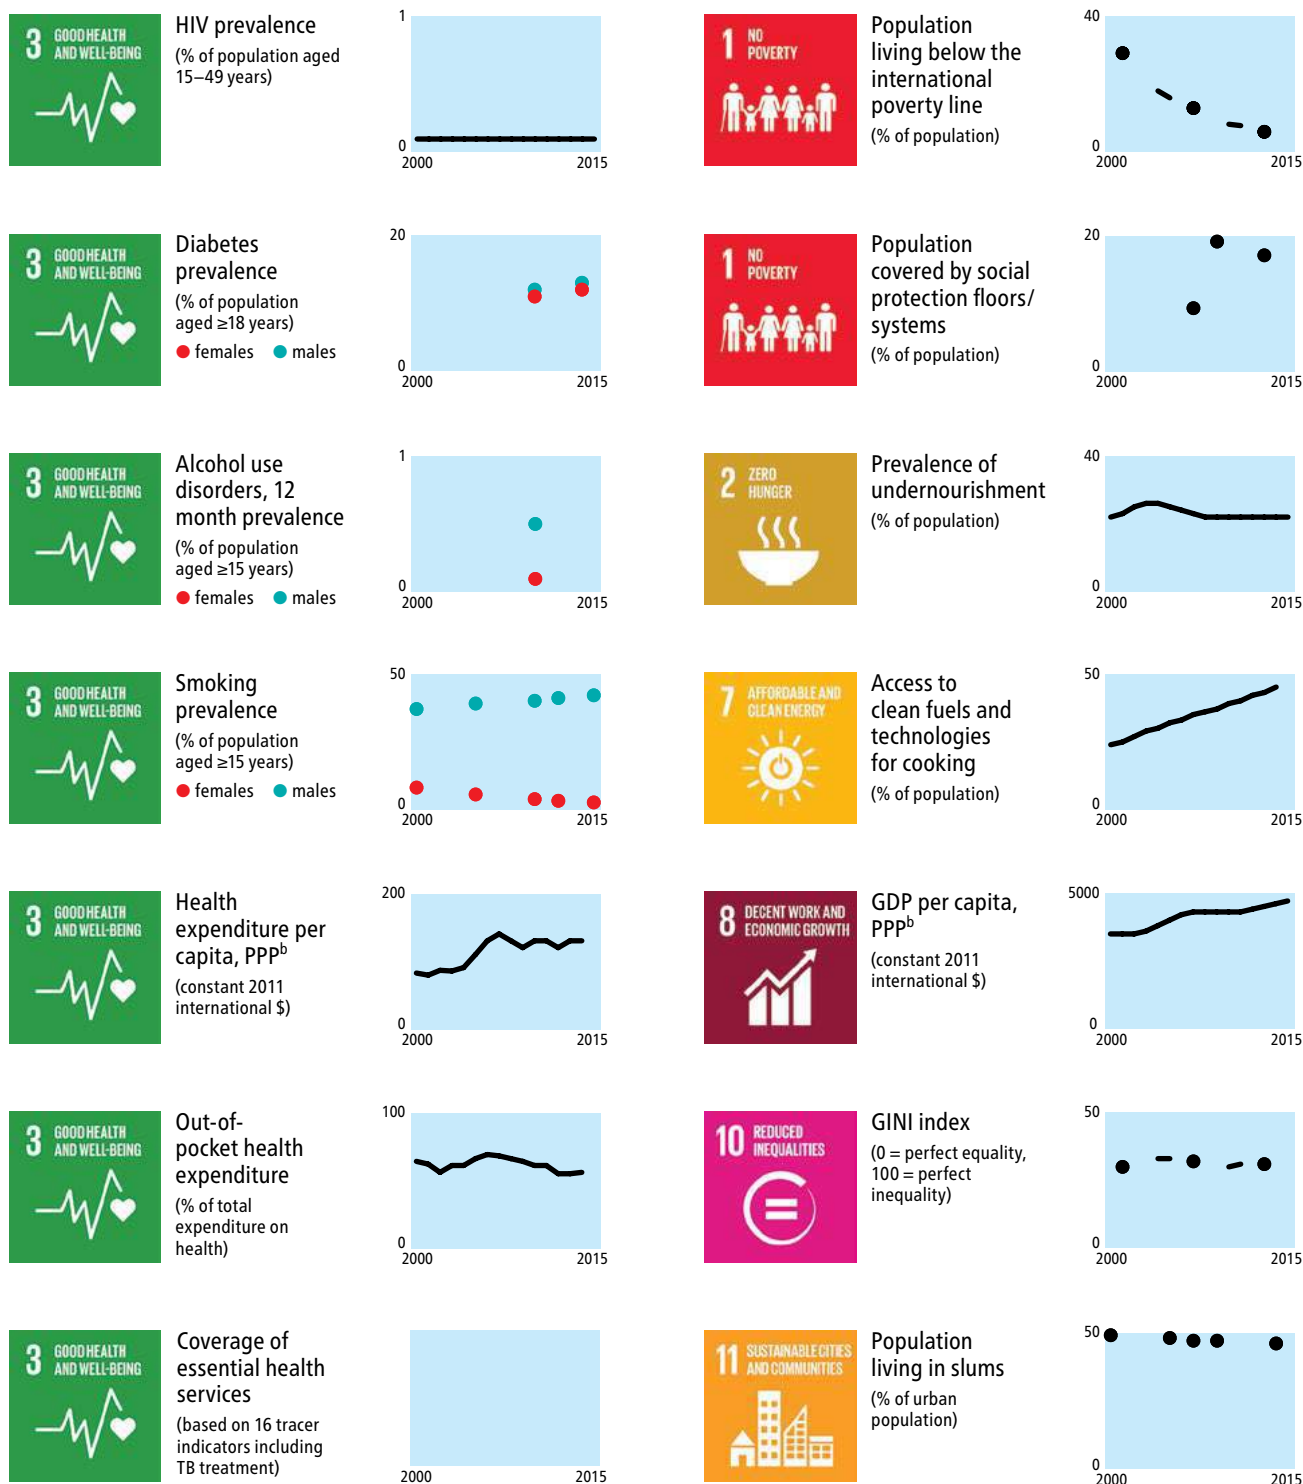 3 GOOD HEALTH
AND WELL-BEING
HIV prevalence
(% of population aged
15–49 years)
1
0
2000 2015
1 NO
POVERTY
Population
living below the
international
poverty line
(% of population)
40
0
2000 2015
3 GOOD HEALTH
AND WELL-BEING
Diabetes
prevalence
(% of population
aged ≥18 years)
females males
20
0
2000 2015
1 NO
POVERTY
Population
covered by social
protection floors/
systems
(% of population)
20
0
2000 2015
3 GOOD HEALTH
AND WELL-BEING
Alcohol use
disorders, 12
month prevalence
(% of population
aged ≥15 years)
females males
1
0
2000 2015
2 ZERO
HUNGER
Prevalence of
undernourishment
(% of population)
40
0
2000 2015
3 GOOD HEALTH
AND WELL-BEING
Smoking
prevalence
(% of population
aged ≥15 years)
females males
50
0
2000 2015
7 AFFORDABLE AND
CLEAN ENERGY
Access to
clean fuels and
technologies
for cooking
(% of population)
50
0
2000 2015
3 GOOD HEALTH
AND WELL-BEING
Health
expenditure per
capita, PPPᵇ
(constant 2011
international $)
200
0
2000 2015
8 DECENT WORK AND
ECONOMIC GROWTH
GDP per capita,
PPPᵇ
(constant 2011
international $)
5000
0
2000 2015
3 GOOD HEALTH
AND WELL-BEING
Out-of-
pocket health
expenditure
(% of total
expenditure on
health)
100
0
2000 2015
10 REDUCED
INEQUALITIES
GINI index
(0 = perfect equality,
100 = perfect
inequality)
50
0
2000 2015
3 GOOD HEALTH
AND WELL-BEING
Coverage of
essential health
services
(based on 16 tracer
indicators including
TB treatment)
2000 2015
11 SUSTAINABLE CITIES
AND COMMUNITIES
Population
living in slums
(% of urban
population)
50
0
2000 2015